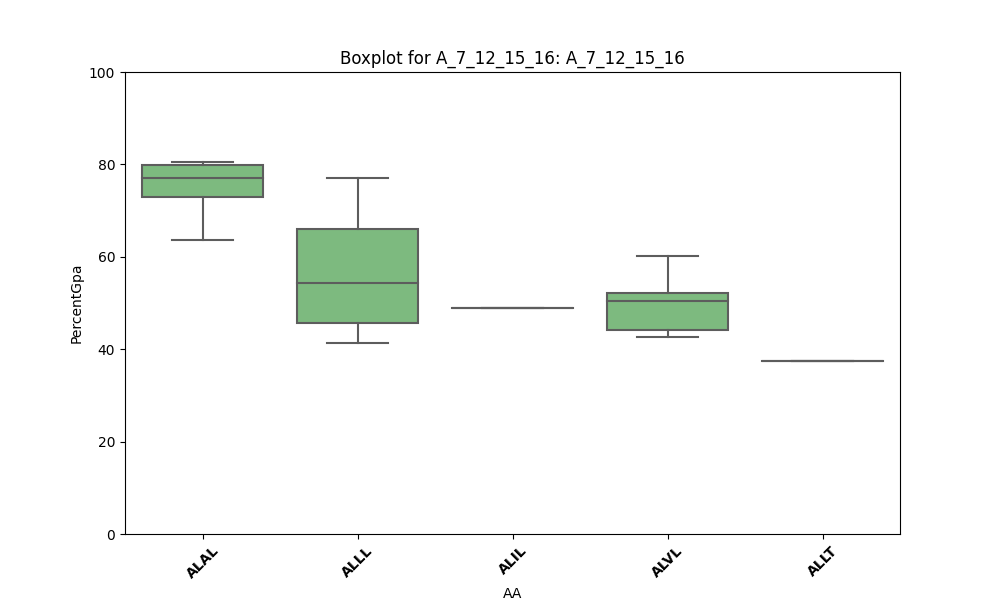 Boxplot for A_7_12_15_16: A_7_12_15_16
100
80
60
40
20
0
PercentGpa
ALAL
ALLL
ALIL
ALVL
ALLT
AA